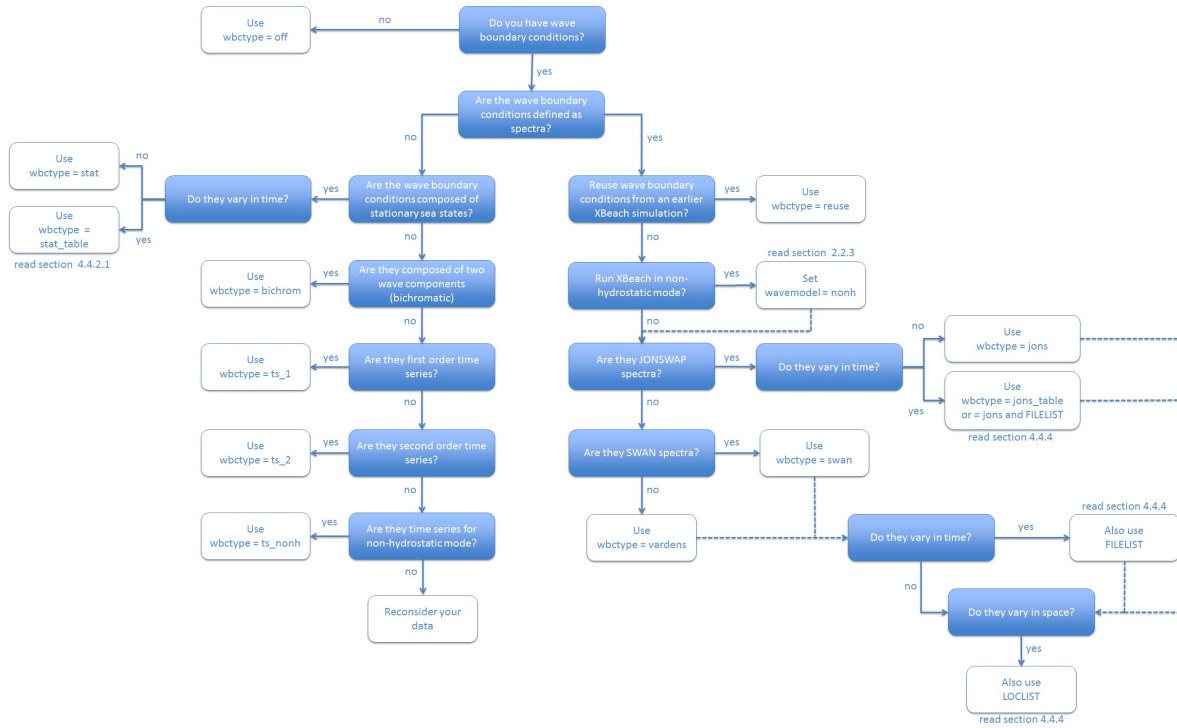 Use
wbctype = off
no
Do you have wave
boundary conditions?
yes
Are the wave boundary
conditions defined as
spectra?
no
yes
Use
wbctype = stat
no
Do they vary in time?
yes
Are the wave boundary
conditions composed of
stationary sea states?
Reuse wave boundary
conditions from an earlier
XBeach simulation?
yes
Use
wbctype = reuse
Use
wbctype =
stat_table
yes
read section 4.4.2.1
no
no
read section 2.2.3
Use
wbctype = bichrom
yes
Are they composed of two
wave components
(bichromatic)
Run XBeach in non-
hydrostatic mode?
yes
Set
wavemodel = nonh
no
no
no
Use
wbctype = jons
Use
wbctype = ts_1
yes
Are they first order time
series?
Are they JONSWAP
spectra?
yes
Do they vary in time?
yes
Use
wbctype = jons_table
or = jons and FILELIST
read section 4.4.4
no
no
Use
wbctype = ts_2
yes
Are they second order time
series?
Are they SWAN spectra?
yes
Use
wbctype = swan
no
no
read section 4.4.4
Use
wbctype = ts_nonh
yes
Are they time series for
non-hydrostatic mode?
Use
wbctype = vardens
Do they vary in time?
yes
Also use
FILELIST
no
no
Reconsider your
data
Do they vary in space?
yes
Also use
LOCLIST
read section 4.4.4